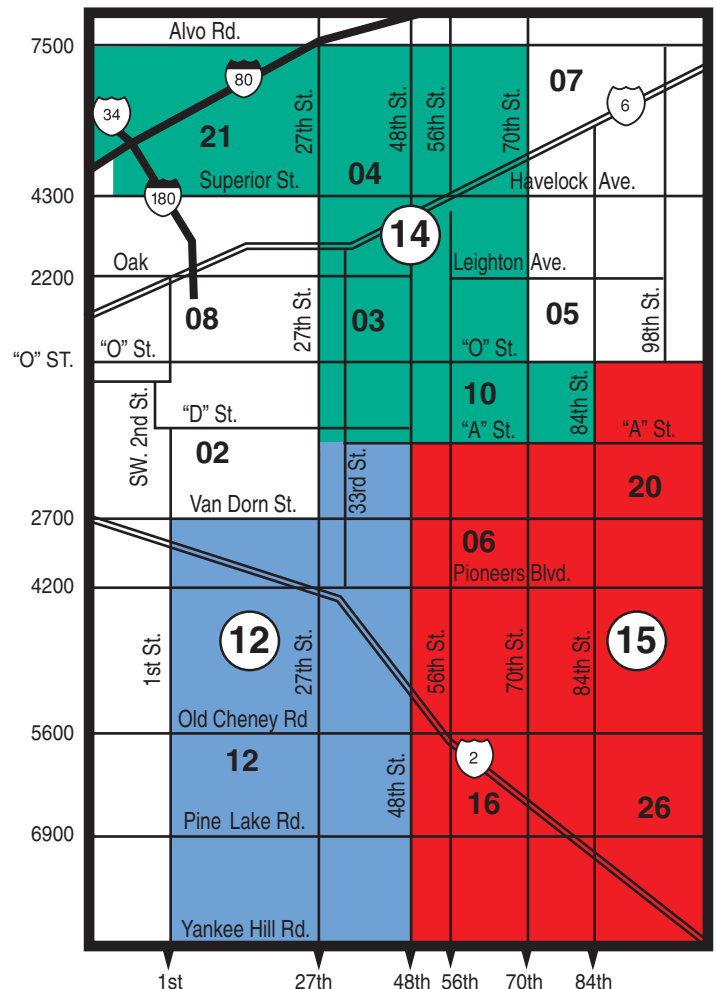 Alvo Rd.
7500
07
80
6
34
27th St.
48th St.
56th St.
70th St.
21
04
Superior St.
Havelock Ave.
180
4300
14
Oak
Leighton Ave.
2200
08
27th St.
03
05
98th St.
"O" St.
"O" St.
"O" ST.
10
84th St.
SW. 2nd St.
"D" St.
"A" St.
"A" St.
02
33rd St.
20
Van Dorn St.
2700
06
Pioneers Blvd.
4200
12
15
1st St.
27th St.
56th St.
70th St.
84th St.
Old Cheney Rd
5600
12
2
48th St.
16
26
Pine Lake Rd.
6900
Yankee Hill Rd.
1st 27th 48th 56th 70th 84th